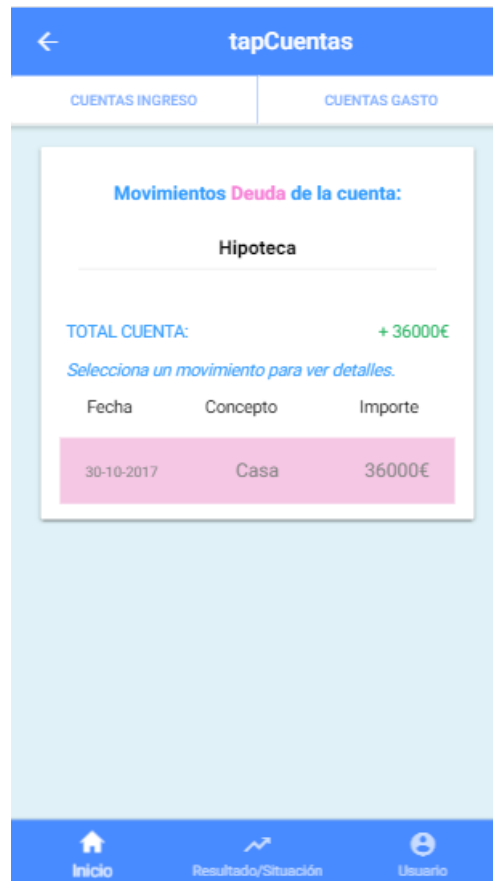 tapCuentas
CUENTAS INGRESO CUENTAS GASTO
Movimientos Deuda de la cuenta:
Hipoteca
TOTAL CUENTA: + 36000€
Selecciona un movimiento para ver detalles.
Fecha Concepto Importe
30-10-2017 Casa 36000€
Inicio Resultado/Situación Usuario